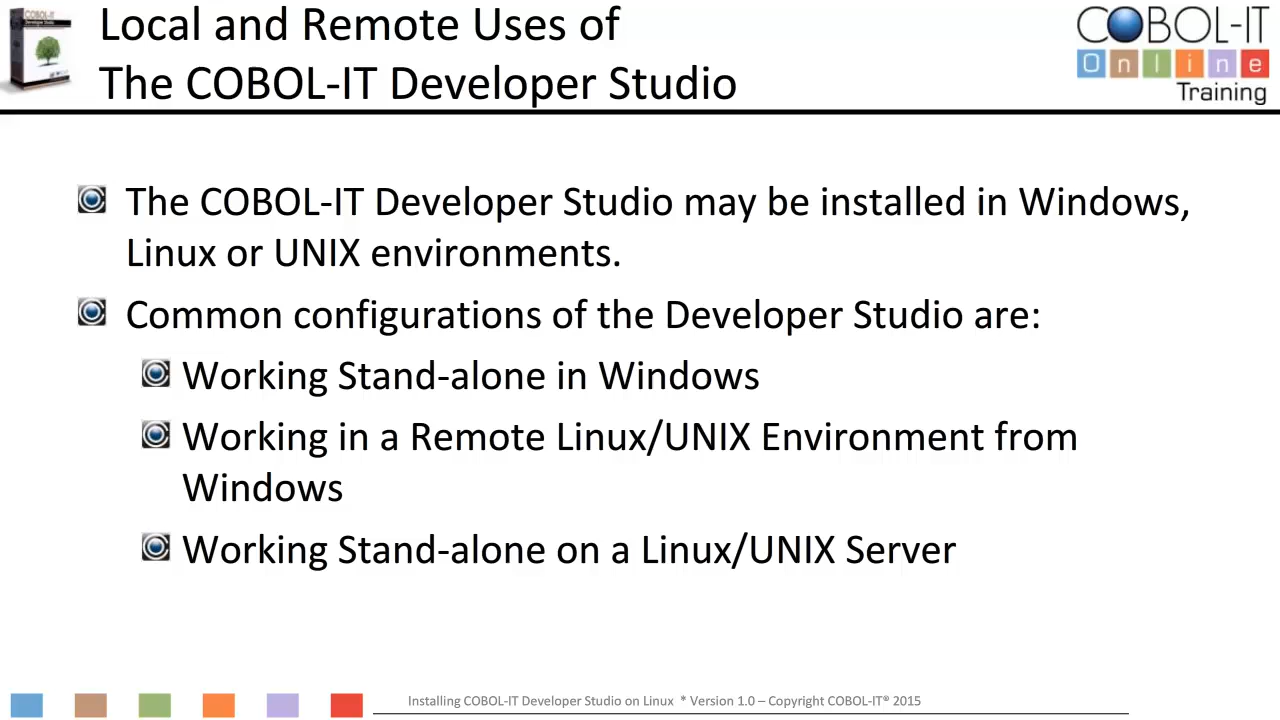 Local and Remote Uses of
The COBOL-IT Developer Studio
COBOL-IT
Online
Training
The COBOL-IT Developer Studio may be installed in Windows,
Linux or UNIX environments.
Common configurations of the Developer Studio are:
Working Stand-alone in Windows
Working in a Remote Linux/UNIX Environment from
Windows
Working Stand-alone on a Linux/UNIX Server
Installing COBOL-IT Developer Studio on Linux * Version 1.0 – Copyright COBOL-IT® 2015